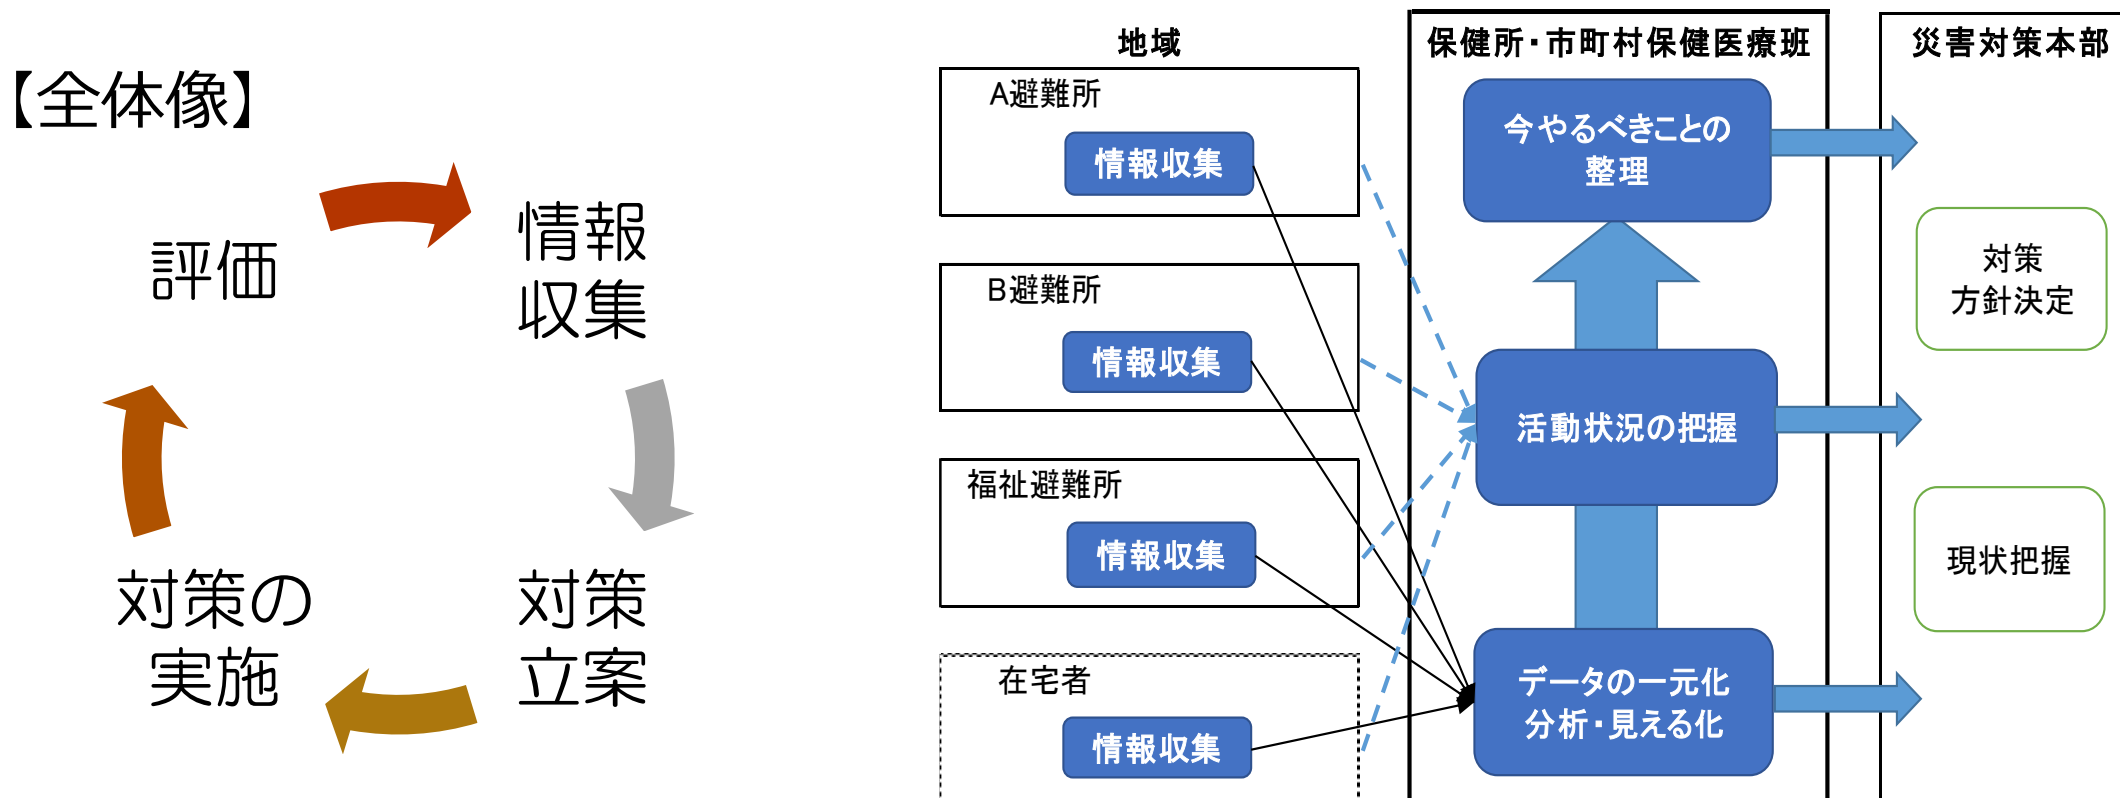 【全体像】
評価
情報
収集
対策
立案
対策の
実施
地域
A避難所
情報収集
B避難所
情報収集
福祉避難所
情報収集
在宅者
情報収集
保健所・市町村保健医療班
今やるべきことの
整理
活動状況の把握
データの一元化
分析・見える化
災害対策本部
対策
方針決定
現状把握